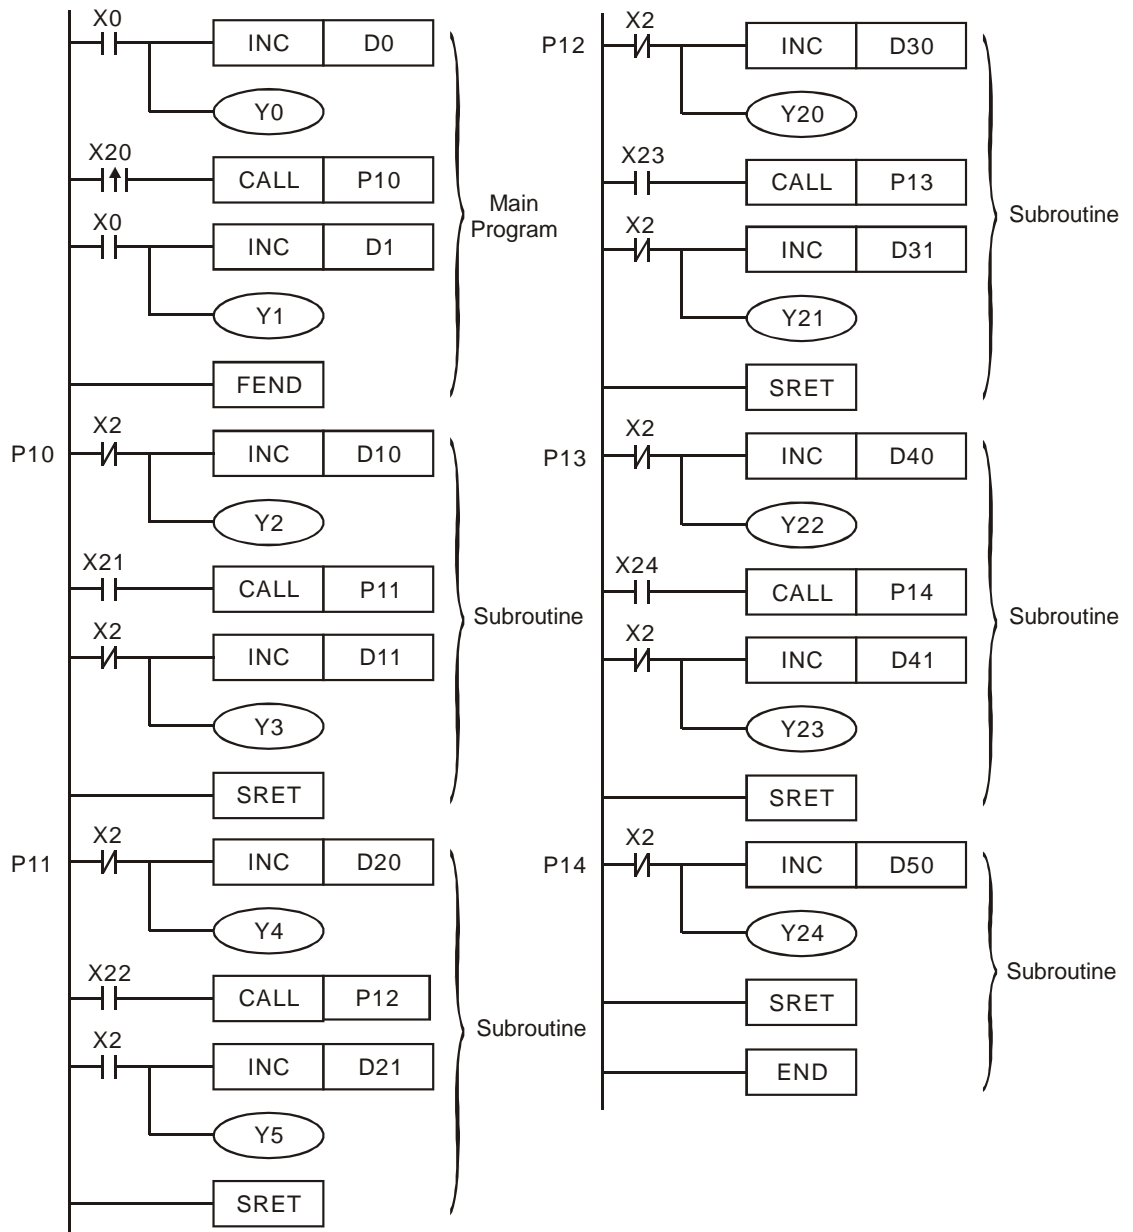 X0
INC D0
Y0
X20
CALL P10
X0
INC D1
Y1
FEND
Main
Program
P10
X2
INC D10
Y2
X21
CALL P11
X2
INC D11
Y3
SRET
Subroutine
P11
X2
INC D20
Y4
X22
CALL P12
X2
INC D21
Y5
SRET
Subroutine
P12
X2
INC D30
Y20
X23
CALL P13
X2
INC D31
Y21
SRET
Subroutine
P13
X2
INC D40
Y22
X24
CALL P14
X2
INC D41
Y23
SRET
Subroutine
P14
X2
INC D50
Y24
SRET
END
Subroutine